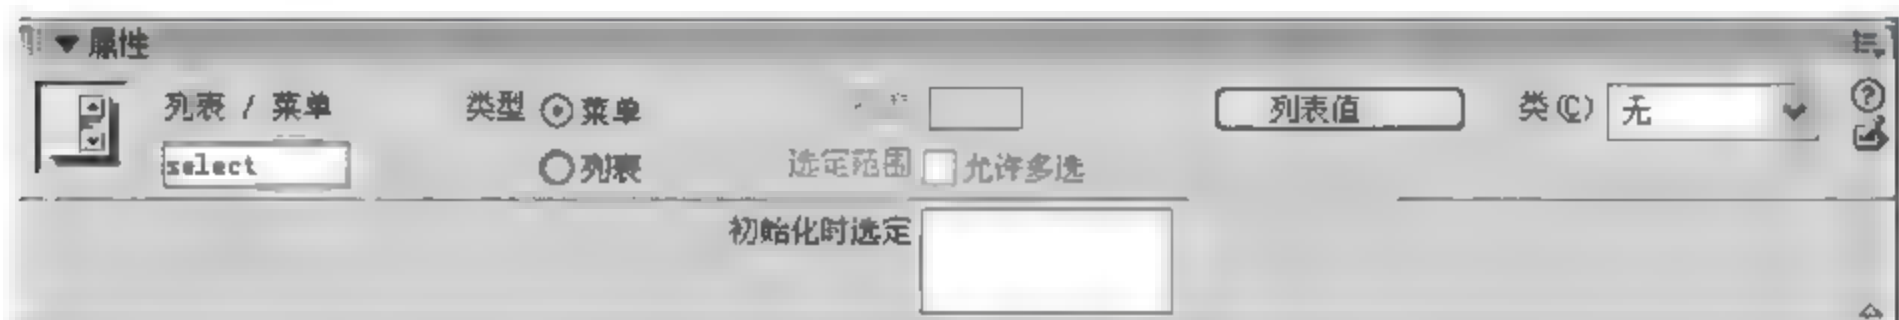 属性
列表 / 菜单 类型 菜单 列表值 类(C) 无
select 列表 选定范围 允许多选
初始化时选定